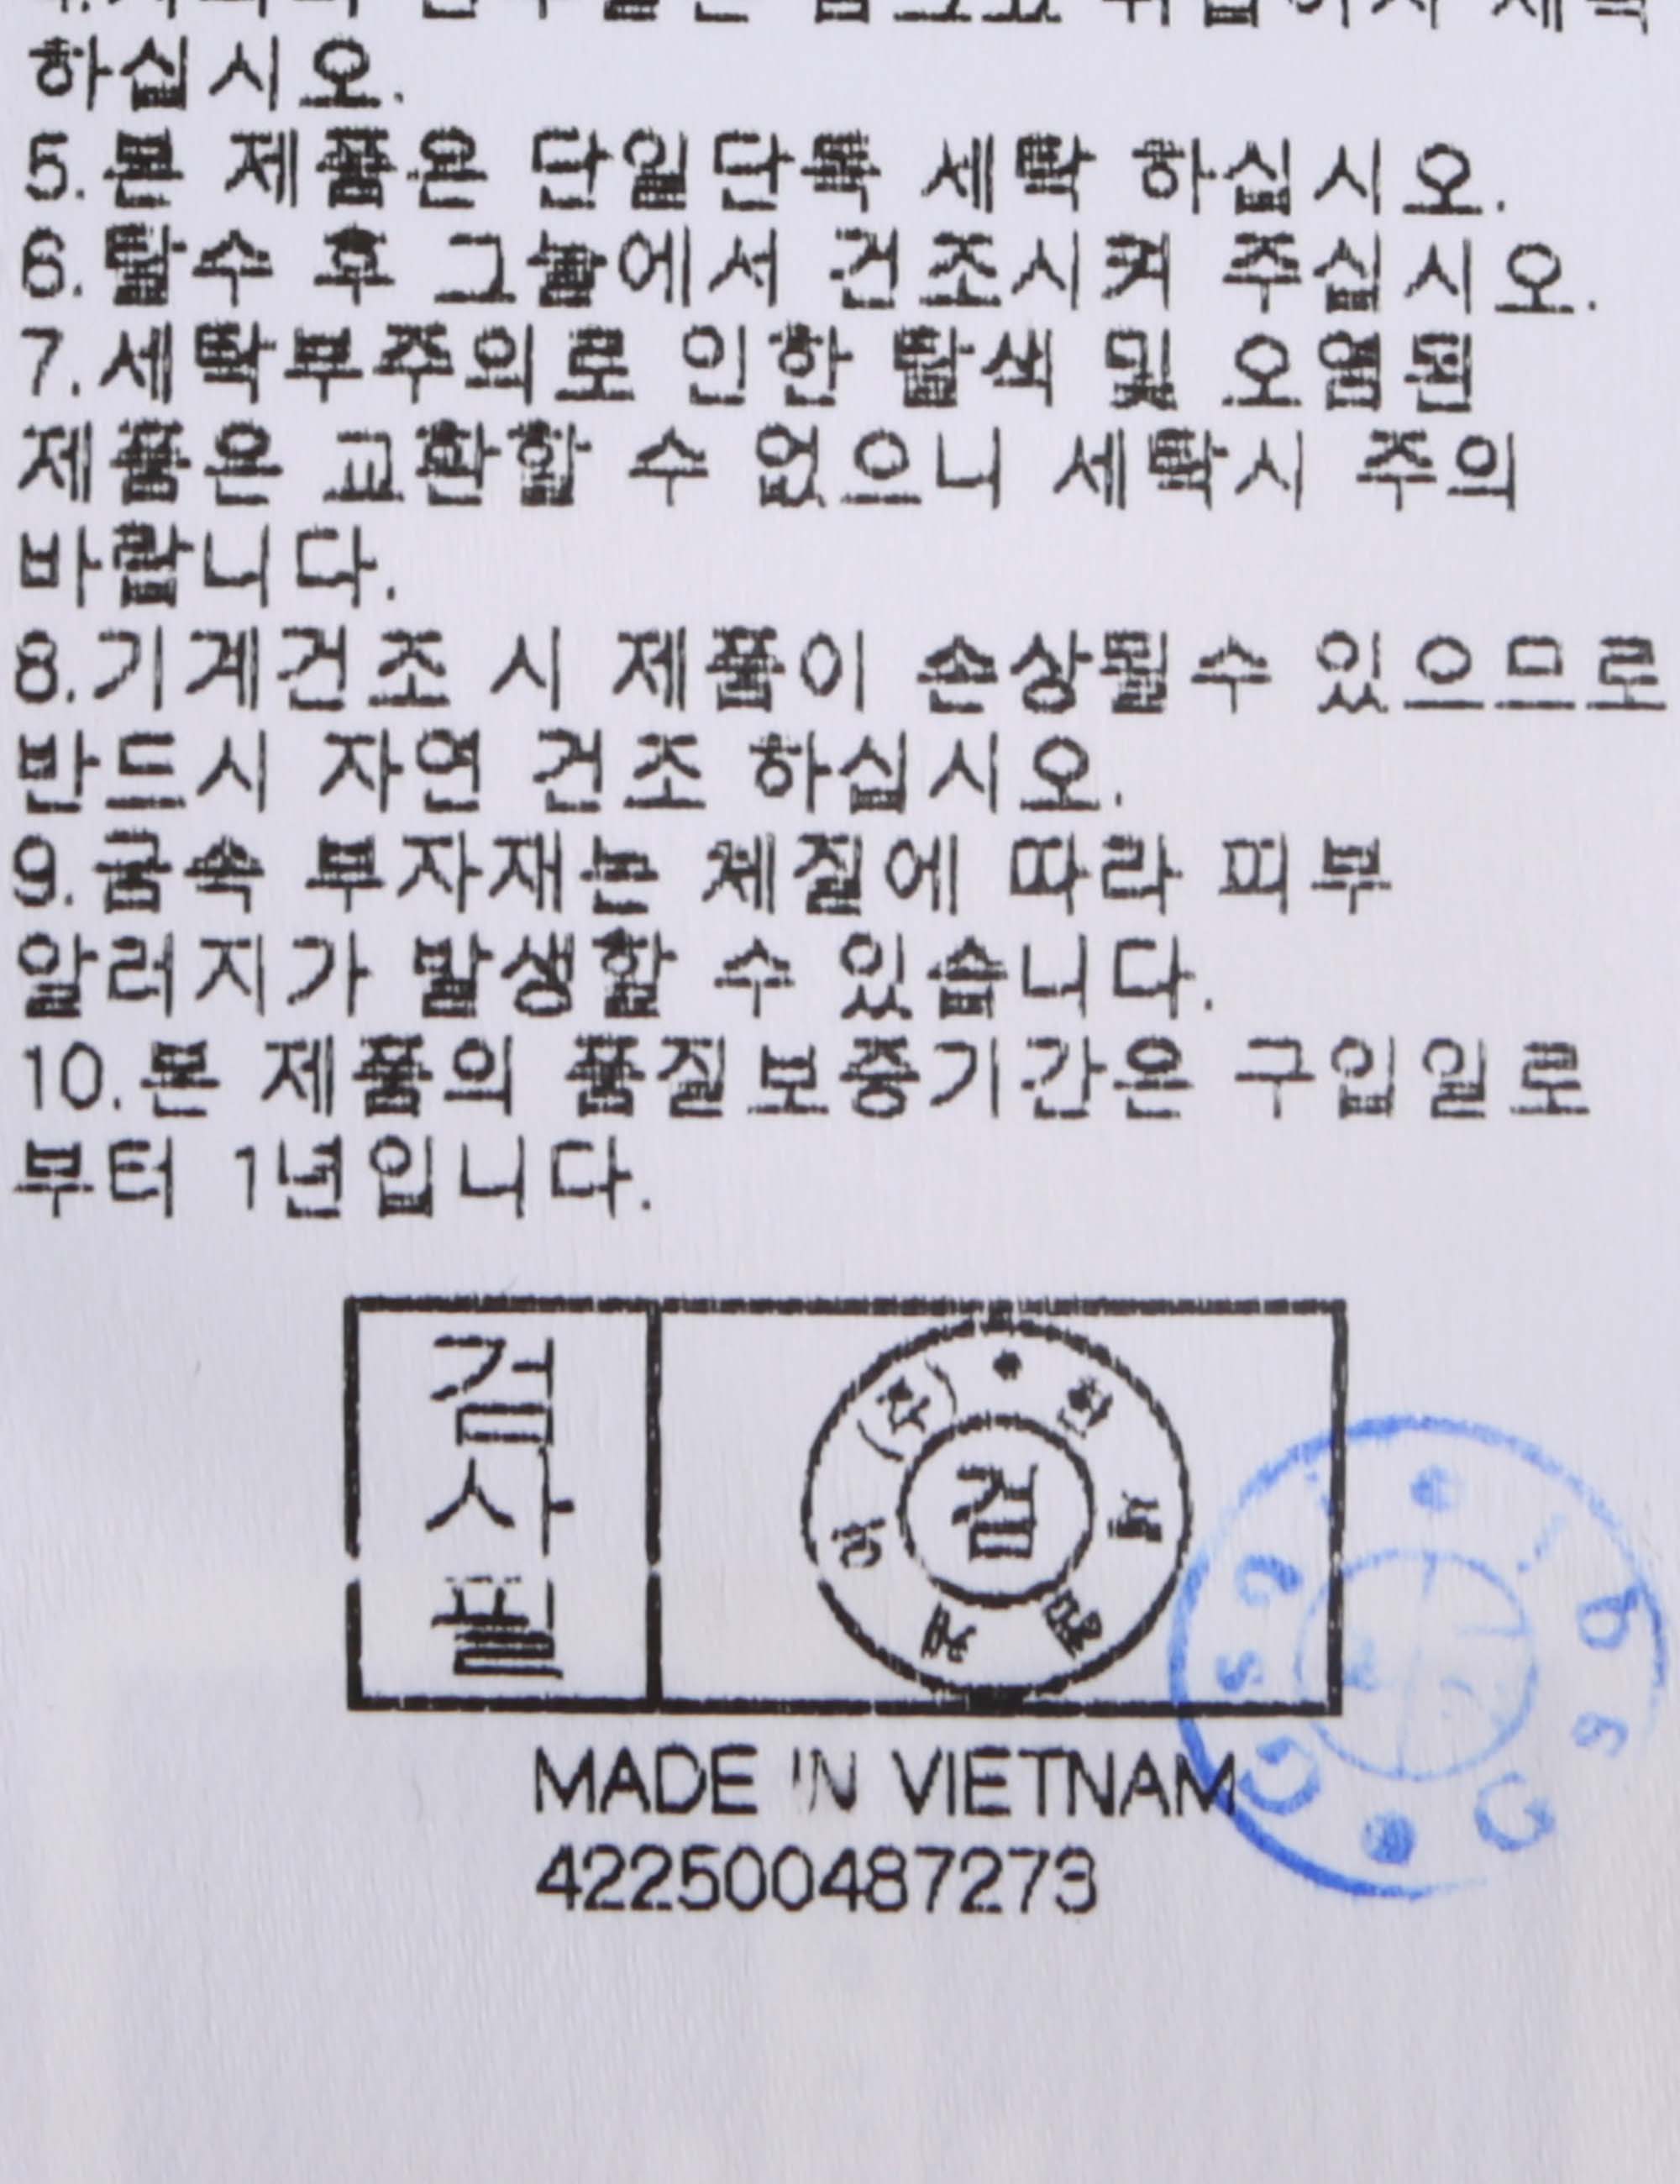 하십시오.
5.본 제품은 단일단독 세탁 하십시오.
6.탈수 후 그늘에서 건조시켜 주십시오.
7.세탁부주의로 인한 탈색 및 오염된
제품은 교환할 수 없으니 세탁시 주의
바랍니다.
8.기계건조 시 제품이 손상될수 있으므로
반드시 자연 건조 하십시오.
9.금속 부자재는 체질에 따라 피부
알러지가 발생할 수 있습니다.
10.본 제품의 품질보증기간은 구입일로
부터 1년입니다.
검
사
필
검
MADE IN VIETNAM
422500487273